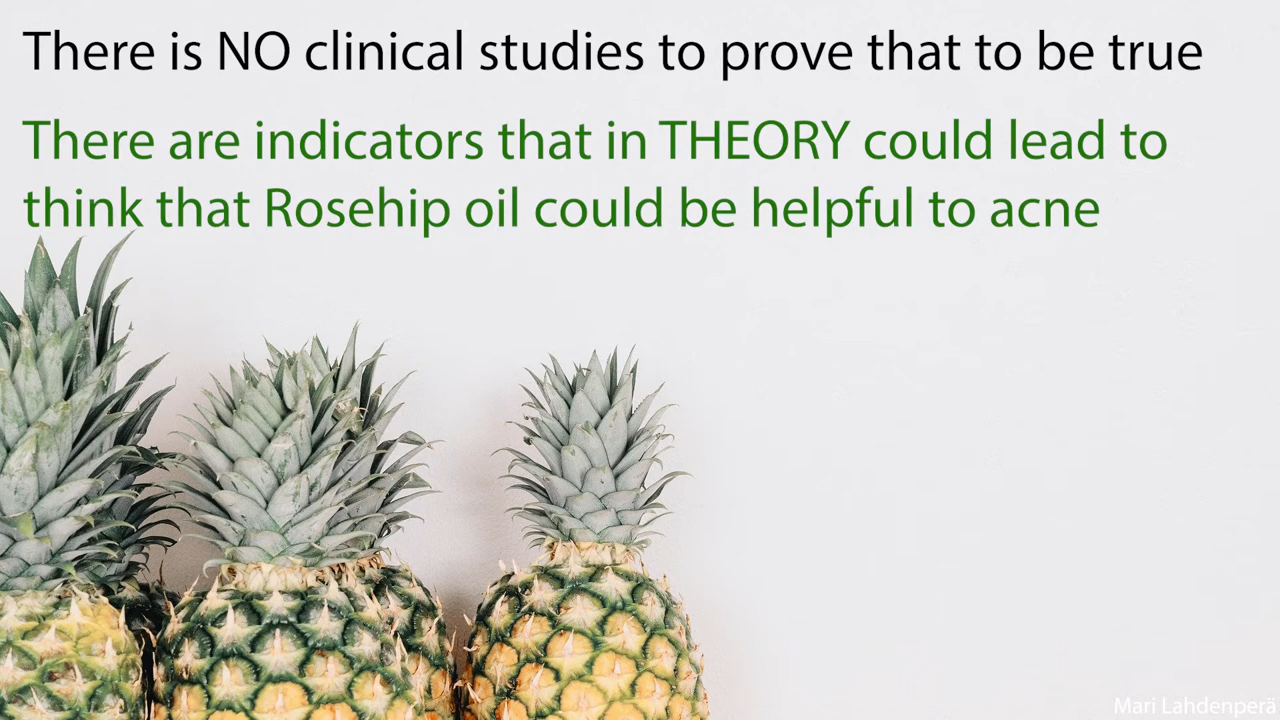 There is NO clinical studies to prove that to be true
There are indicators that in THEORY could lead to
think that Rosehip oil could be helpful to acne
Mari Lahdenperä